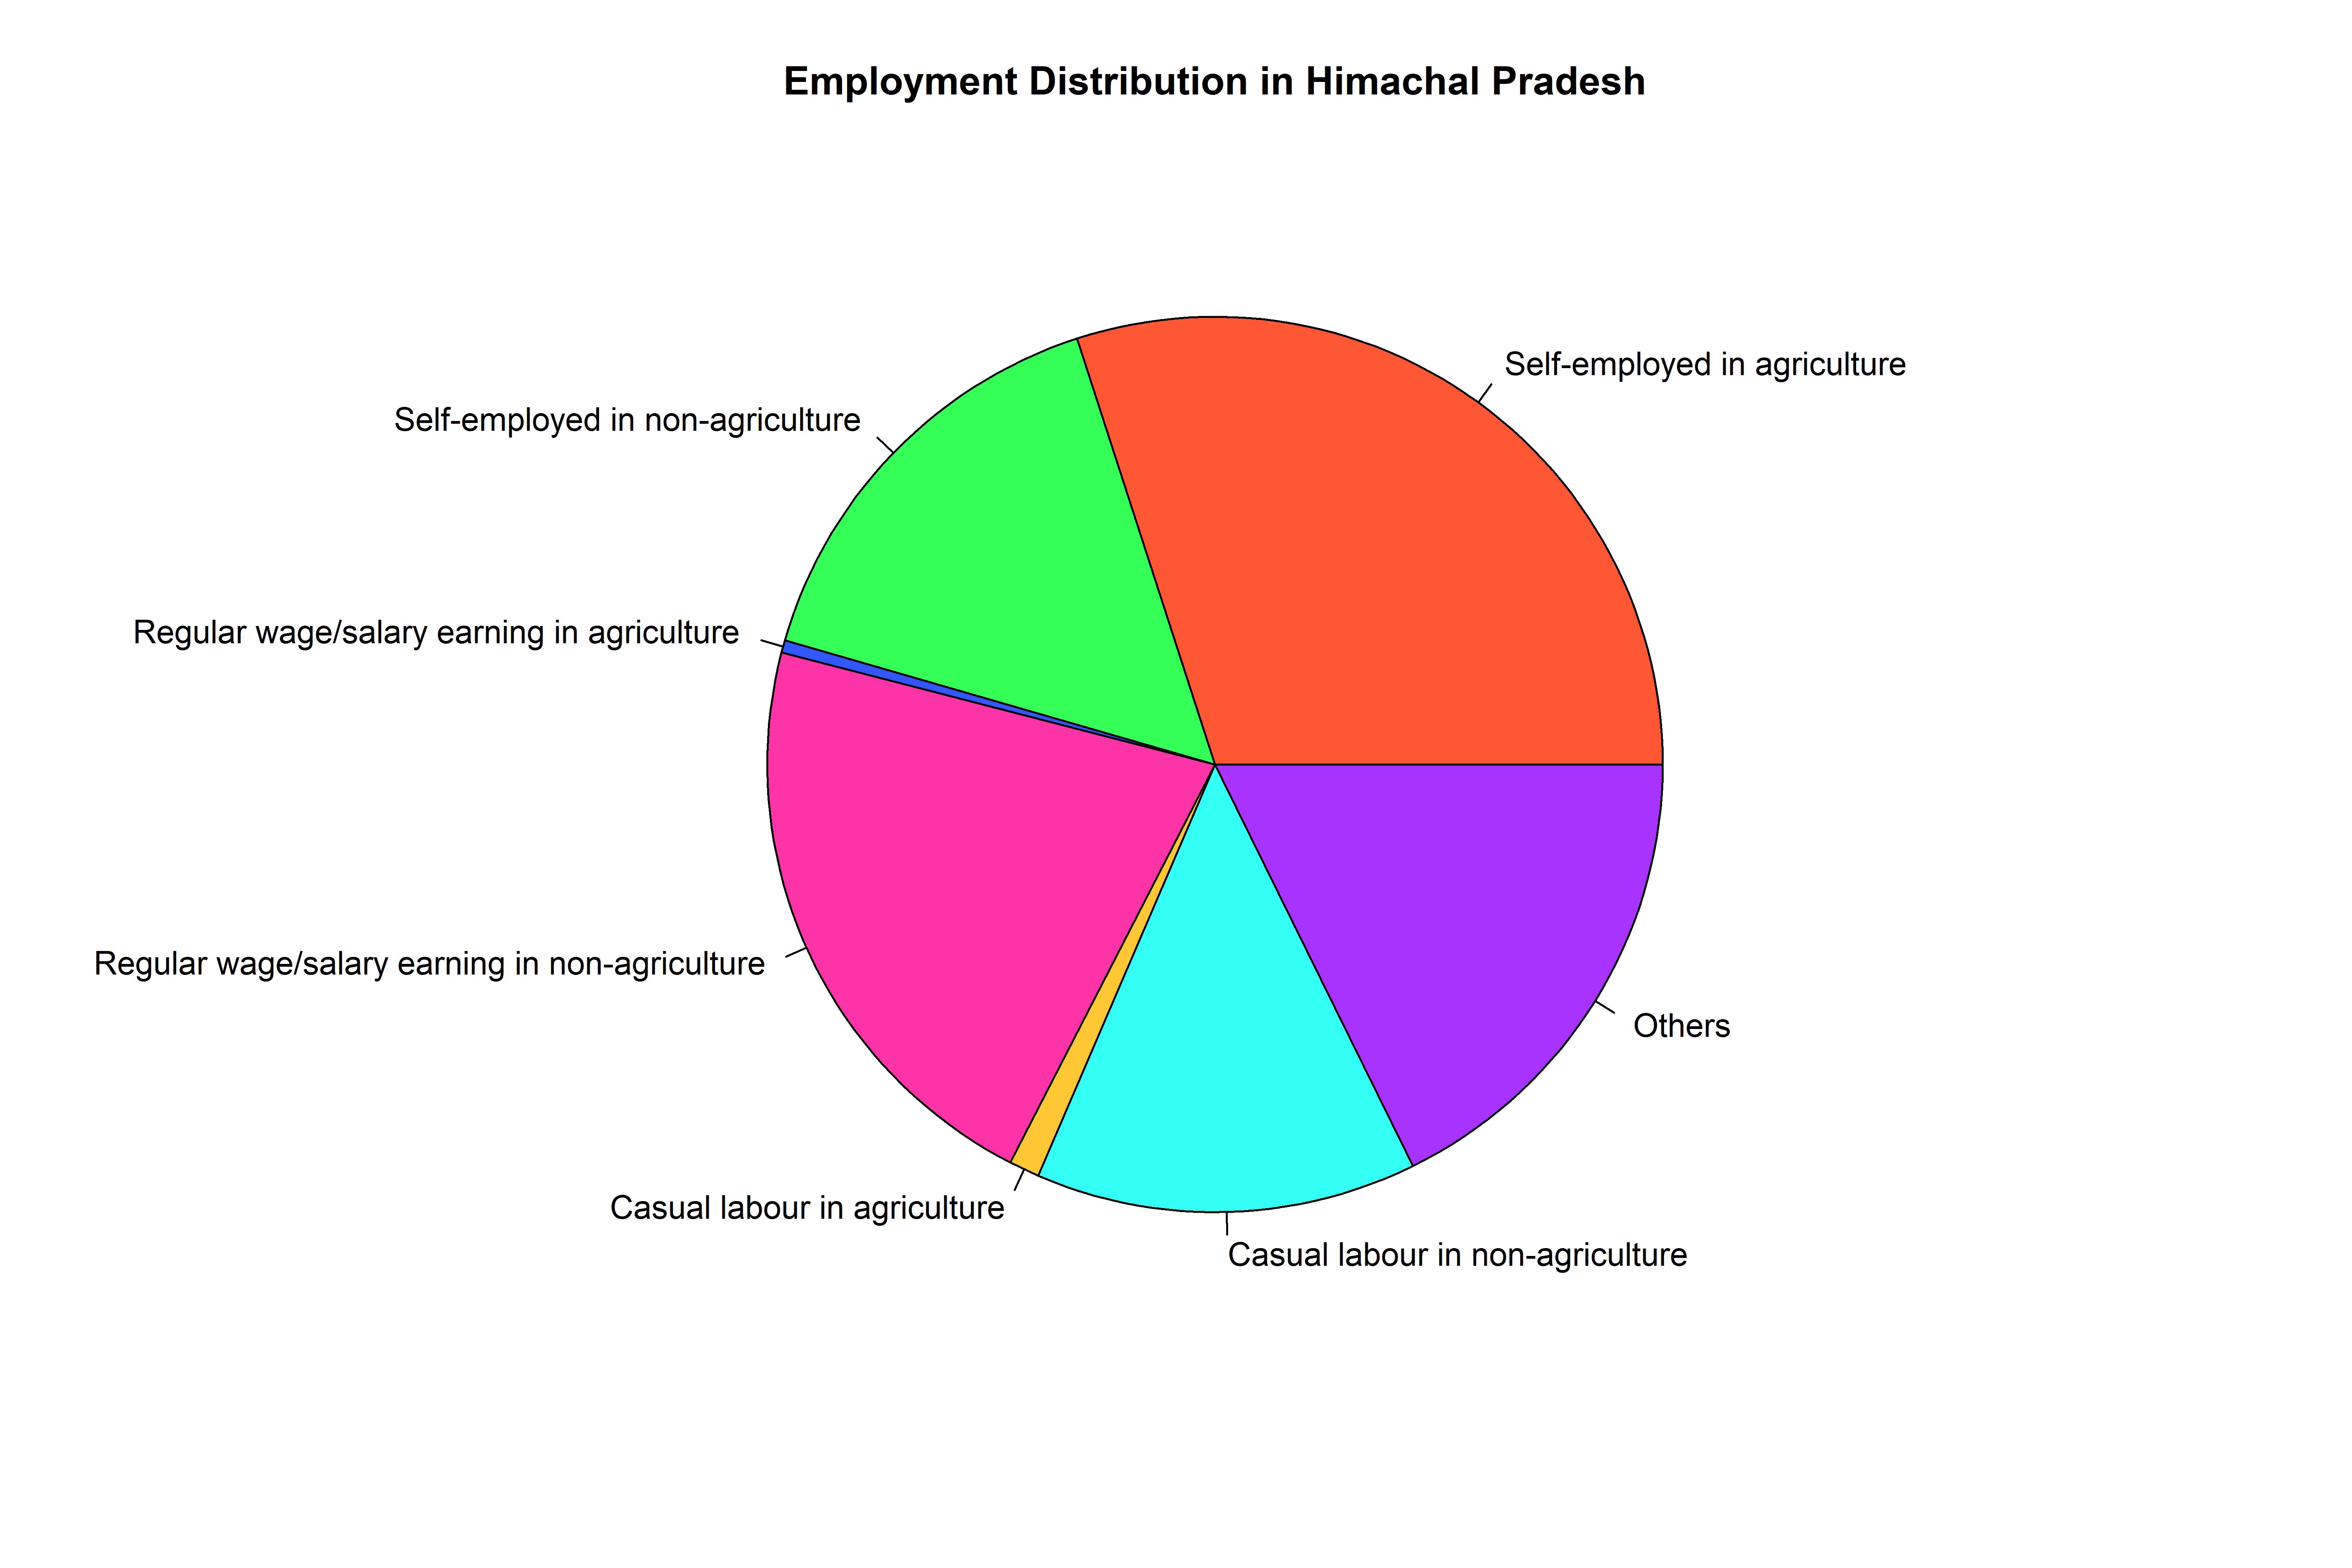 Employment Distribution in Himachal Pradesh
Self-employed in agriculture
Self-employed in non-agriculture
Regular wage/salary earning in agriculture
Regular wage/salary earning in non-agriculture
Others
Casual labour in agriculture
Casual labour in non-agriculture